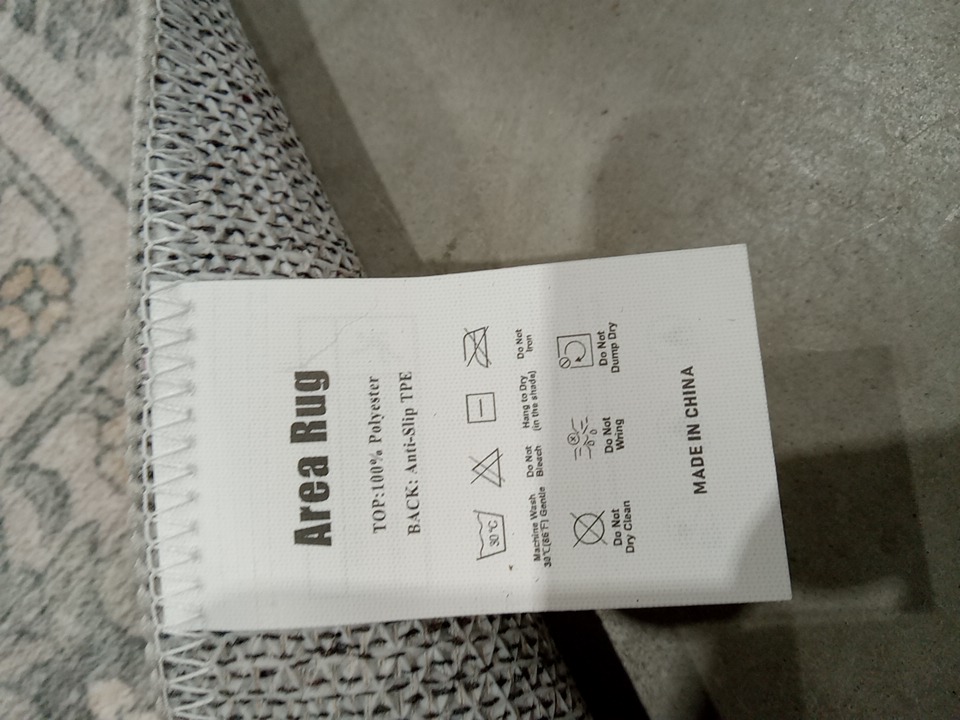 Area Rug
TOP:100% Polyester
BACK: Anti-Slip TPE
30℃
Machine Wash
30℃(86℉) Gentle
Do Not
Bleach
Hang to Dry
(in the shade)
Do Not
Iron
Do Not
Dry Clean
Do Not
Wring
Do Not
Dump Dry
MADE IN CHINA